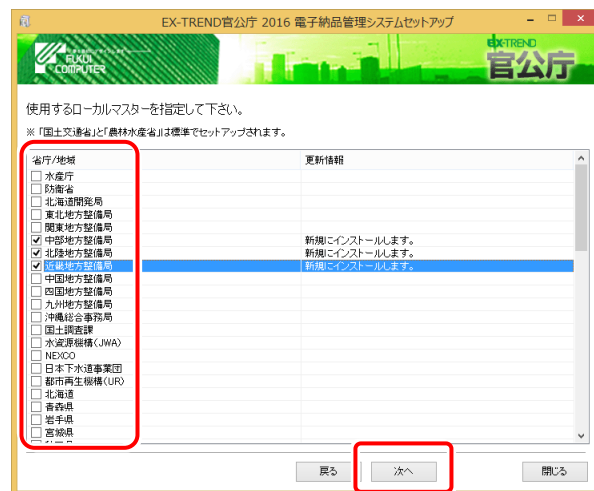 EX-TREND官公庁 2016 電子納品管理システムセットアップ
FUKUI
COMPUTER
EX-TREND
官公庁
使用するローカルマスターを指定して下さい。
※「国土交通省」と「農林水産省」は標準でセットアップされます。
省庁/地域 更新情報
水産庁
防衛省
北海道開発局
東北地方整備局
関東地方整備局
中部地方整備局 新規にインストールします。
北陸地方整備局 新規にインストールします。
近畿地方整備局 新規にインストールします。
中国地方整備局
四国地方整備局
九州地方整備局
沖縄総合事務局
国土調査課
水資源機構(JWA)
NEXCO
日本下水道事業団
都市再生機構(UR)
北海道
青森県
岩手県
宮城県
戻る 次へ 閉じる